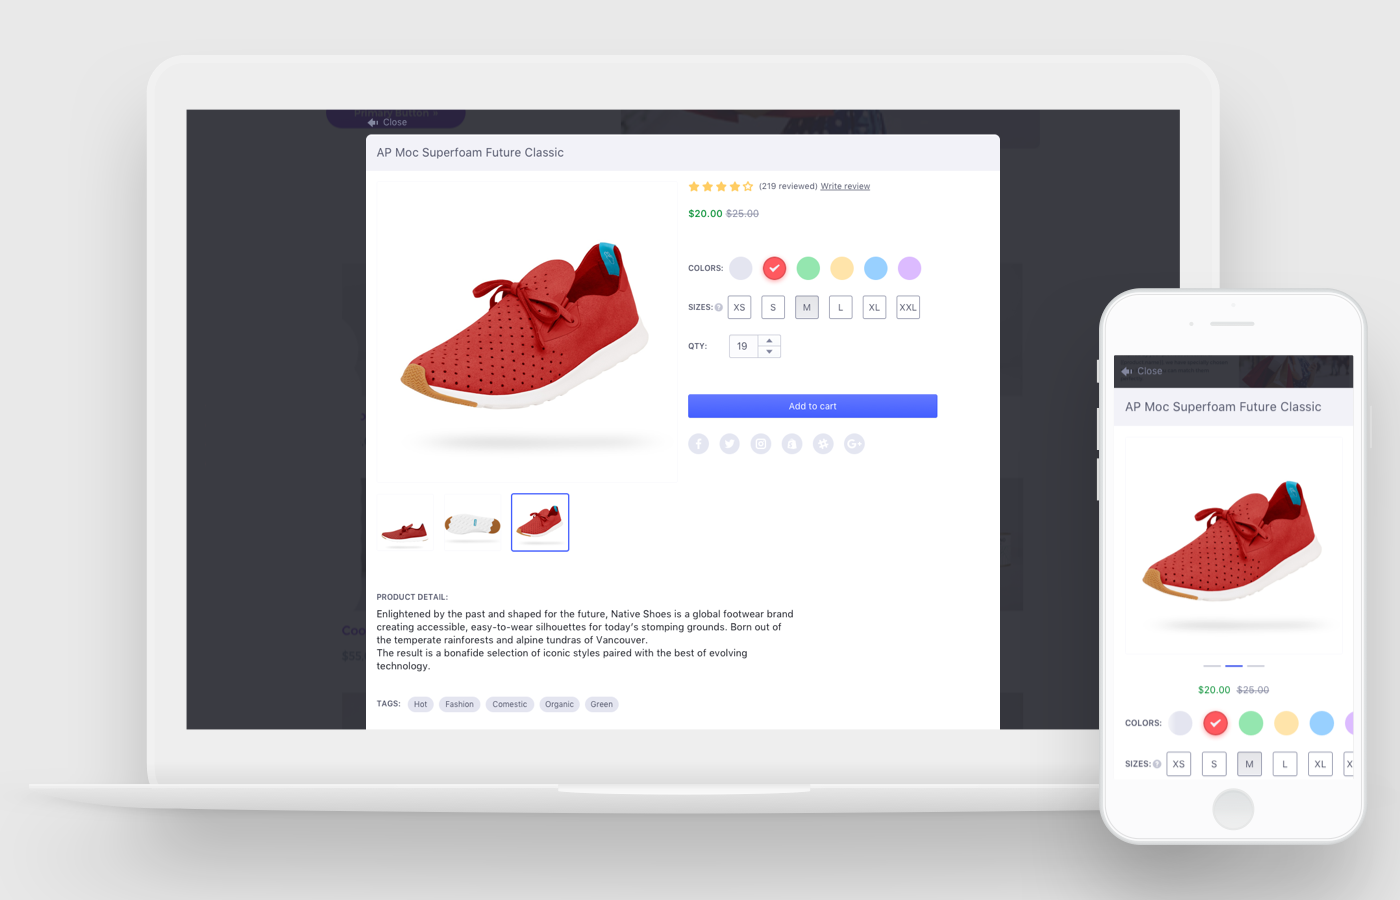 Primary Button »
Close
AP Moc Superfoam Future Classic
(219 reviewed) Write review
$20.00 $25.00
COLORS:
SIZES: ? XS S M L XL XXL
QTY: 19
Add to cart
PRODUCT DETAIL:
Enlightened by the past and shaped for the future, Native Shoes is a global footwear brand
creating accessible, easy-to-wear silhouettes for today's stomping grounds. Born out of
the temperate rainforests and alpine tundras of Vancouver.
The result is a bonafide selection of iconic styles paired with the best of evolving
technology.
TAGS: Hot Fashion Comestic Organic Green
Coo
$55
Close
AP Moc Superfoam Future Classic
$20.00 $25.00
COLORS:
SIZES: ? XS S M L XL X